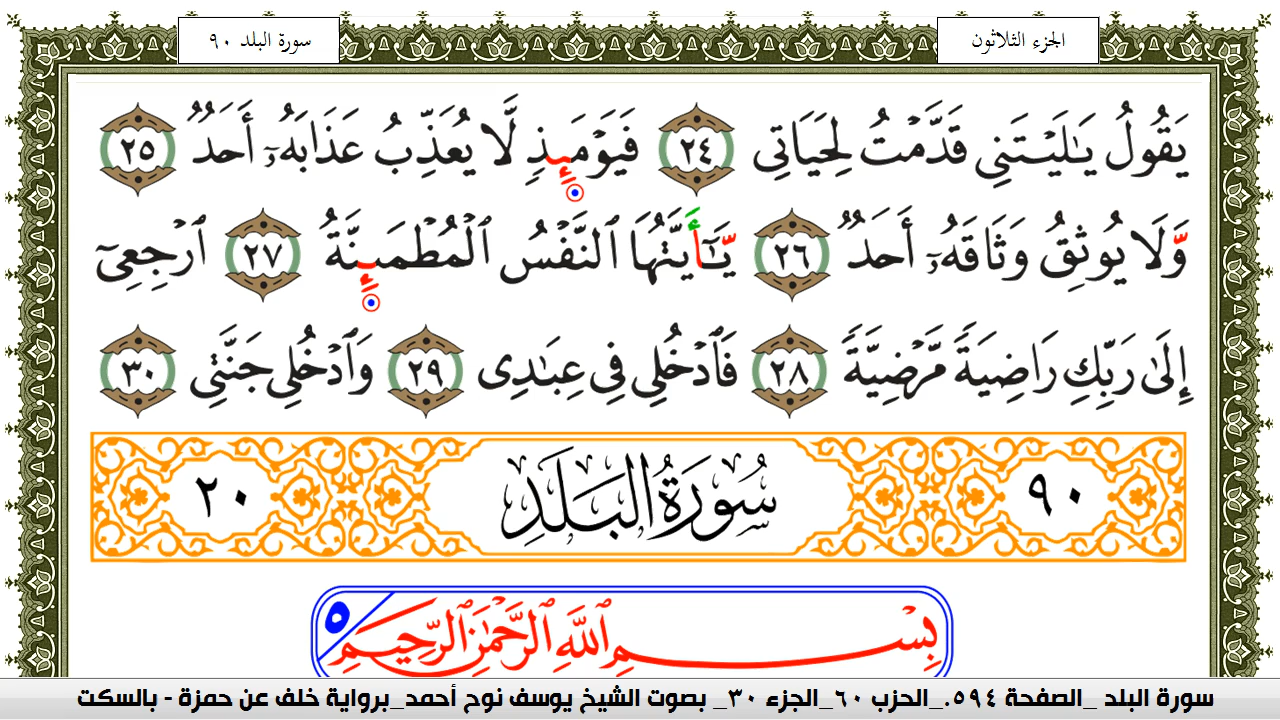 الجزء الثلاثون
سورة البلد ٩٠
يَقُولُ يَـٰلَيْتَنِى قَدَّمْتُ لِحَيَاتِى ٢٤ فَيَوْمَئِذٍ لَّا يُعَذِّبُ عَذَابَهُۥٓ أَحَدٌ ٢٥
وَّلَا يُوثِقُ وَثَاقَهُۥٓ أَحَدٌ ٢٦ يَّـٰٓأَيَّتُهَا ٱلنَّفْسُ ٱلْمُطْمَئِنَّةُ ٢٧ ٱرْجِعِىٓ
إِلَىٰ رَبِّكِ رَاضِيَةً مَّرْضِيَّةً ٢٨ فَٱدْخُلِى فِى عِبَـٰدِى ٢٩ وَٱدْخُلِى جَنَّتِى ٣٠
٩٠ سُورَةُ البَلَدِ ٢٠
بِسْمِ ٱللَّهِ ٱلرَّحْمَـٰنِ ٱلرَّحِيمِ ٥
سورة البلد _الصفحة ٥٩٤._الحزب ٦٠_الجزء ٣٠_ بصوت الشيخ يوسف نوح أحمد_برواية خلف عن حمزة - بالسكت